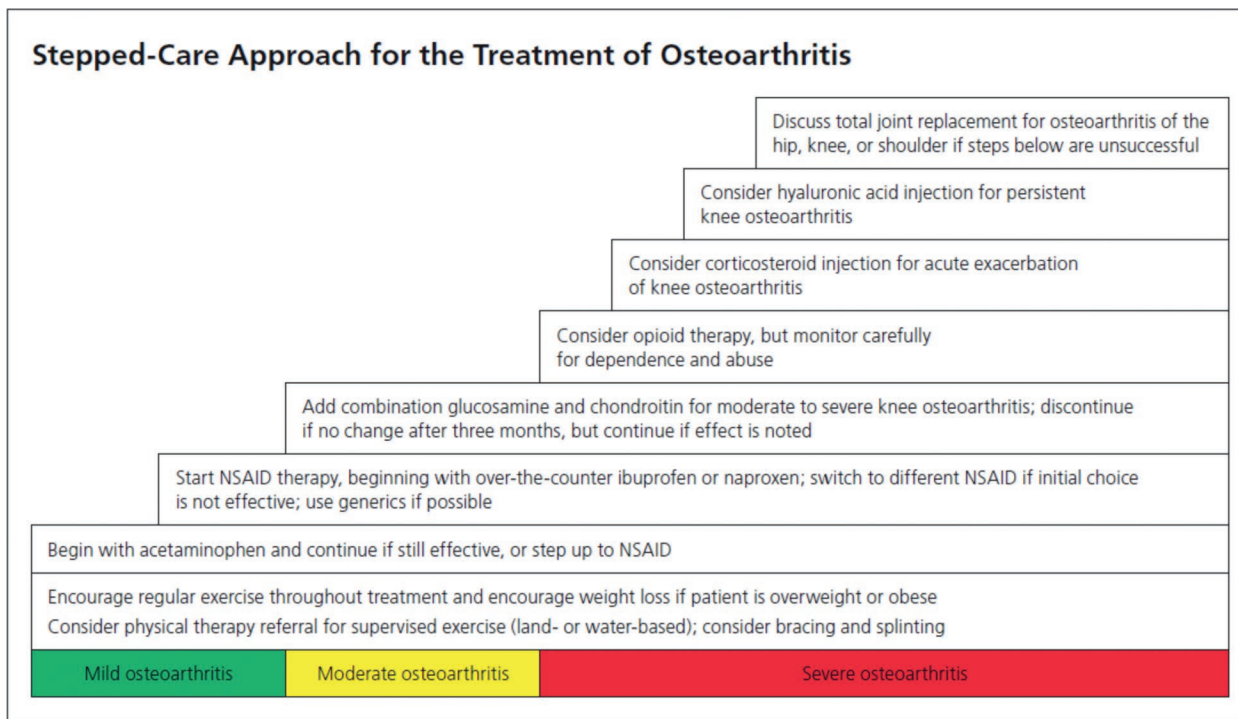 Stepped-Care Approach for the Treatment of Osteoarthritis
Discuss total joint replacement for osteoarthritis of the
hip, knee, or shoulder if steps below are unsuccessful
Consider hyaluronic acid injection for persistent
knee osteoarthritis
Consider corticosteroid injection for acute exacerbation
of knee osteoarthritis
Consider opioid therapy, but monitor carefully
for dependence and abuse
Add combination glucosamine and chondroitin for moderate to severe knee osteoarthritis; discontinue
if no change after three months, but continue if effect is noted
Start NSAID therapy, beginning with over-the-counter ibuprofen or naproxen; switch to different NSAID if initial choice
is not effective; use generics if possible
Begin with acetaminophen and continue if still effective, or step up to NSAID
Encourage regular exercise throughout treatment and encourage weight loss if patient is overweight or obese
Consider physical therapy referral for supervised exercise (land- or water-based); consider bracing and splinting
Mild osteoarthritis
Moderate osteoarthritis
Severe osteoarthritis